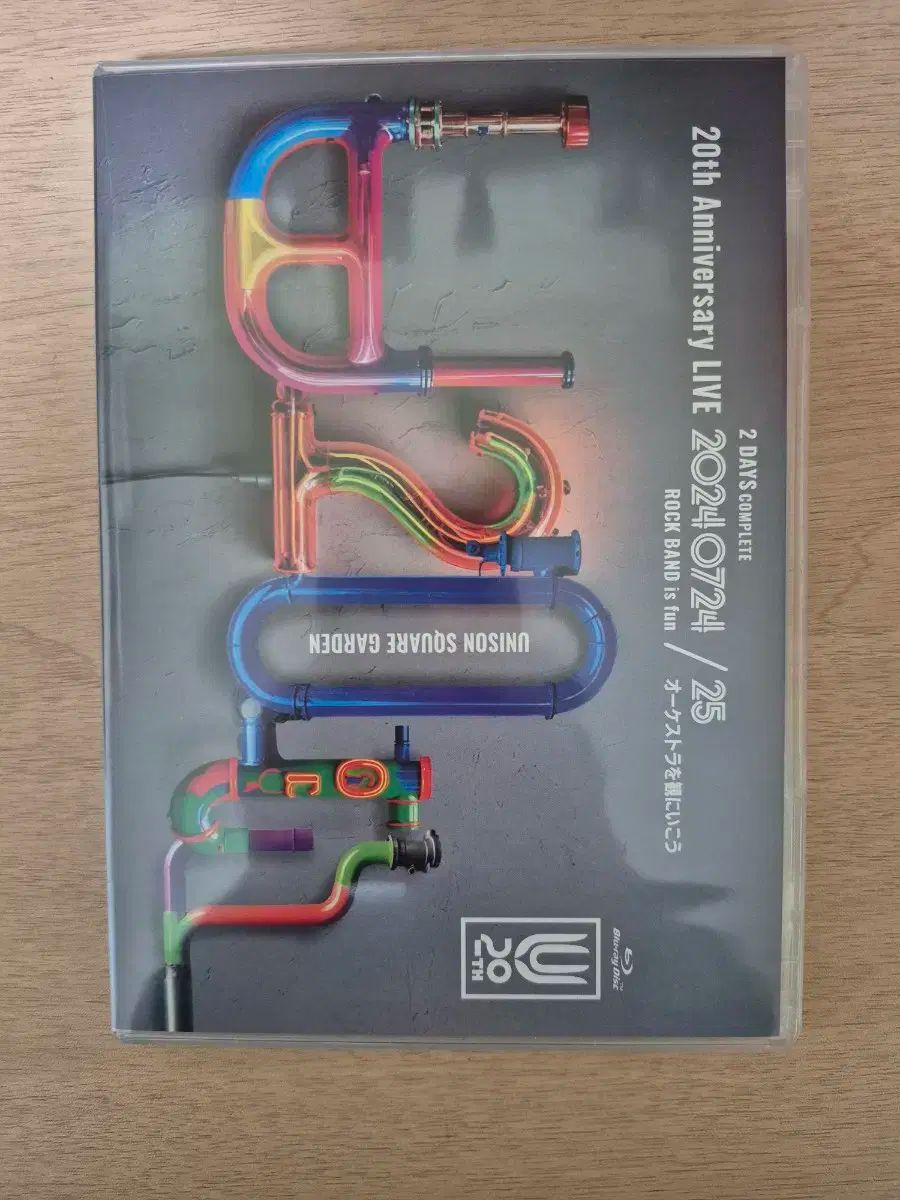 2 DAYS COMPLETE
20th Anniversary LIVE 20240724 / 25
ROCK BAND is fun / オーケストラを観にいこう
UNISON SQUARE GARDEN
Blu-ray Disc™
U
20TH